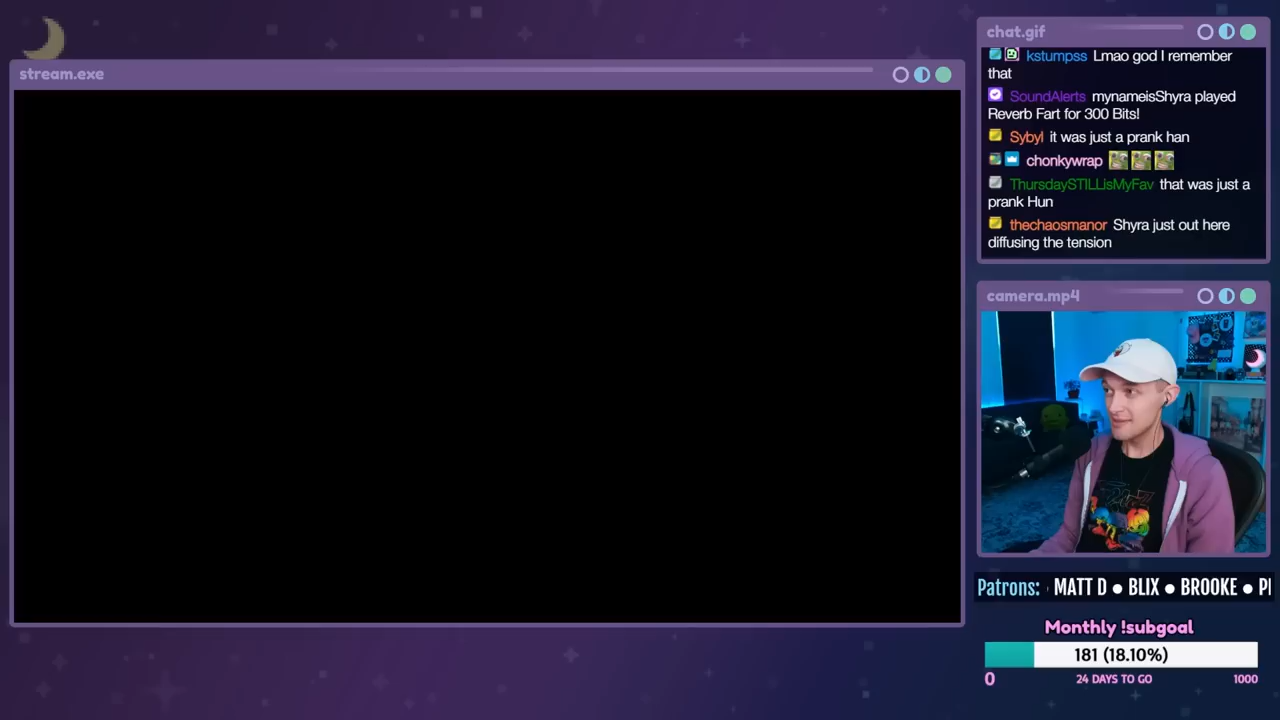 stream.exe
chat.gif
kstumpss Lmao god I remember
that
SoundAlerts mynameisShyra played
Reverb Fart for 300 Bits!
Sybyl it was just a prank han
chonkywrap
ThursdaySTILLisMyFav that was just a
prank Hun
thechaosmanor Shyra just out here
diffusing the tension
camera.mp4
Patrons: MATT D ● BLIX ● BROOKE ●
Monthly !subgoal
181 (18.10%)
0 24 DAYS TO GO 1000